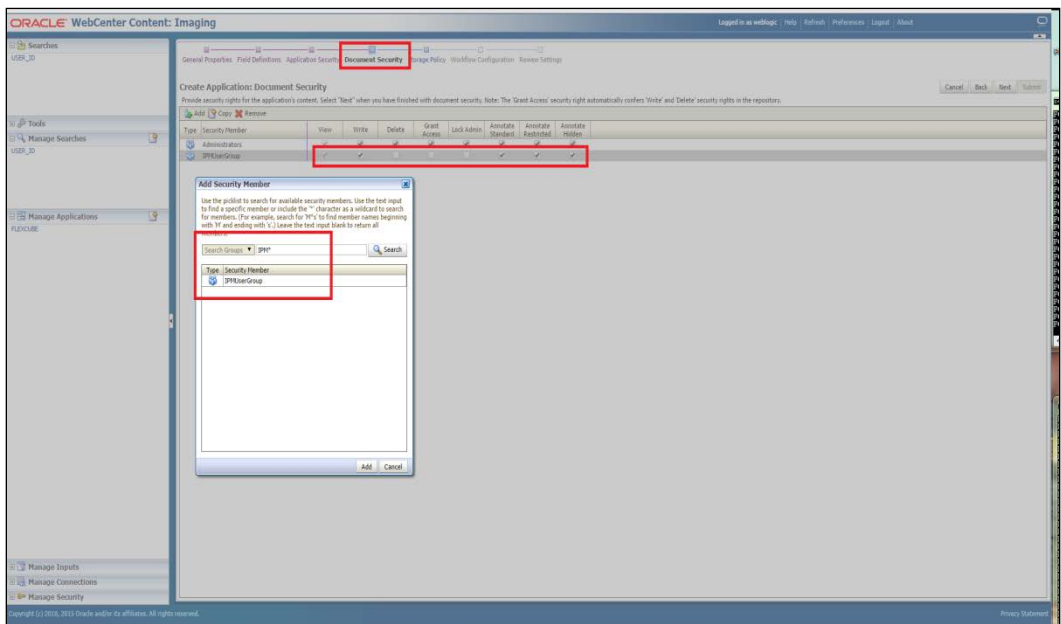 ORACLE WebCenter Content: Imaging
Logged in as weblogic Help Refresh Preferences Logout About
Searches
USER_ID
General Properties Field Definitions Application Security Document Security Storage Policy Workflow Configuration Review Settings
Create Application: Document Security
Cancel Back Next Submit
Provide security rights for the application's content. Select "Next" when you have finished with document security. Note: The 'Grant Access' security right automatically confers 'Write' and 'Delete' security rights in the repository.
Add Copy Remove
Type Security Member View Write Delete Grant Access Lock Admin Annotate Standard Annotate Restricted Annotate Hidden
Administrators
IPMUserGroup
Tools
Manage Searches
USER_ID
Manage Applications
FLEXCUBE
Add Security Member
Use the picklist to search for available security members. Use the text input
to find a specific member or include the '*' character as a wildcard to search
for members. (For example, search for 'M*s' to find member names beginning
with 'M' and ending with 's'.) Leave the text input blank to return all
members.
Search Groups IPM* Search
Type Security Member
IPMUserGroup
Add Cancel
Manage Inputs
Manage Connections
Manage Security
Copyright (c) 2010, 2015 Oracle and/or its affiliates. All rights reserved.
Privacy Statement